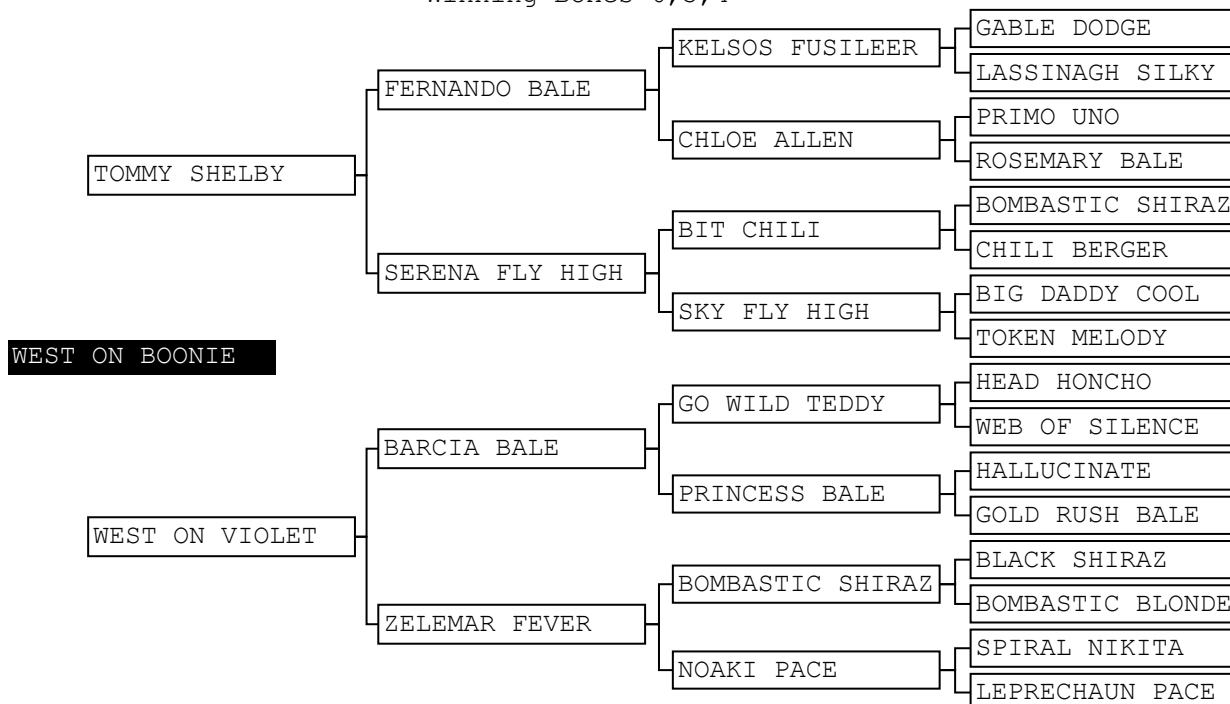 GABLE DODGE
KELSOS FUSILEER
LASSINAGH SILKY
FERNANDO BALE
PRIMO UNO
CHLOE ALLEN
ROSEMARY BALE
TOMMY SHELBY
BOMBASTIC SHIRAZ
BIT CHILI
CHILI BERGER
SERENA FLY HIGH
BIG DADDY COOL
SKY FLY HIGH
TOKEN MELODY
WEST ON BOONIE
HEAD HONCHO
GO WILD TEDDY
WEB OF SILENCE
BARCIA BALE
HALLUCINATE
PRINCESS BALE
GOLD RUSH BALE
WEST ON VIOLET
BLACK SHIRAZ
BOMBASTIC SHIRAZ
BOMBASTIC BLONDE
ZELEMAR FEVER
SPIRAL NIKITA
NOAKI PACE
LEPRECHAUN PACE